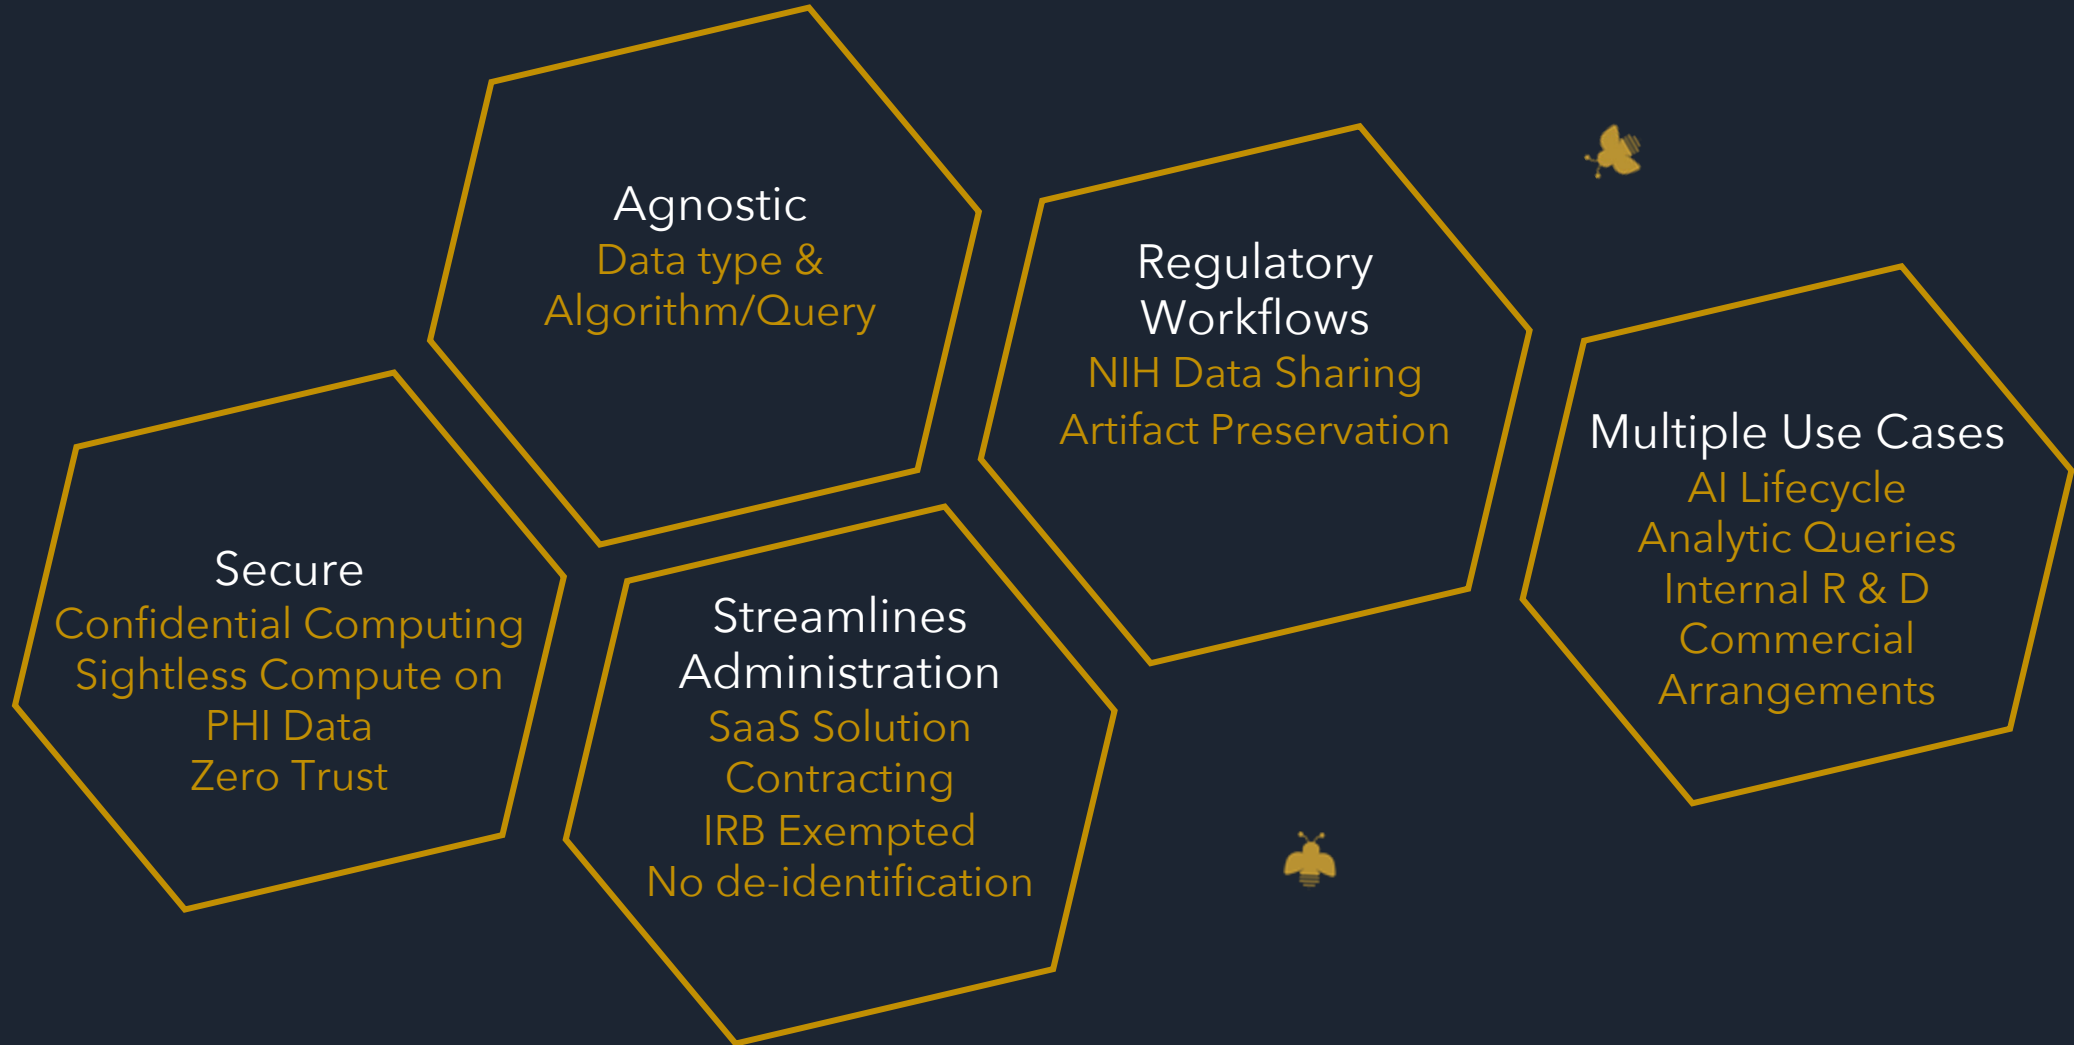 Agnostic
Data type &
Algorithm/Query
Regulatory
Workflows
NIH Data Sharing
Artifact Preservation
Multiple Use Cases
AI Lifecycle
Analytic Queries
Internal R & D
Commercial
Arrangements
Secure
Confidential Computing
Sightless Compute on
PHI Data
Zero Trust
Streamlines
Administration
SaaS Solution
Contracting
IRB Exempted
No de-identification